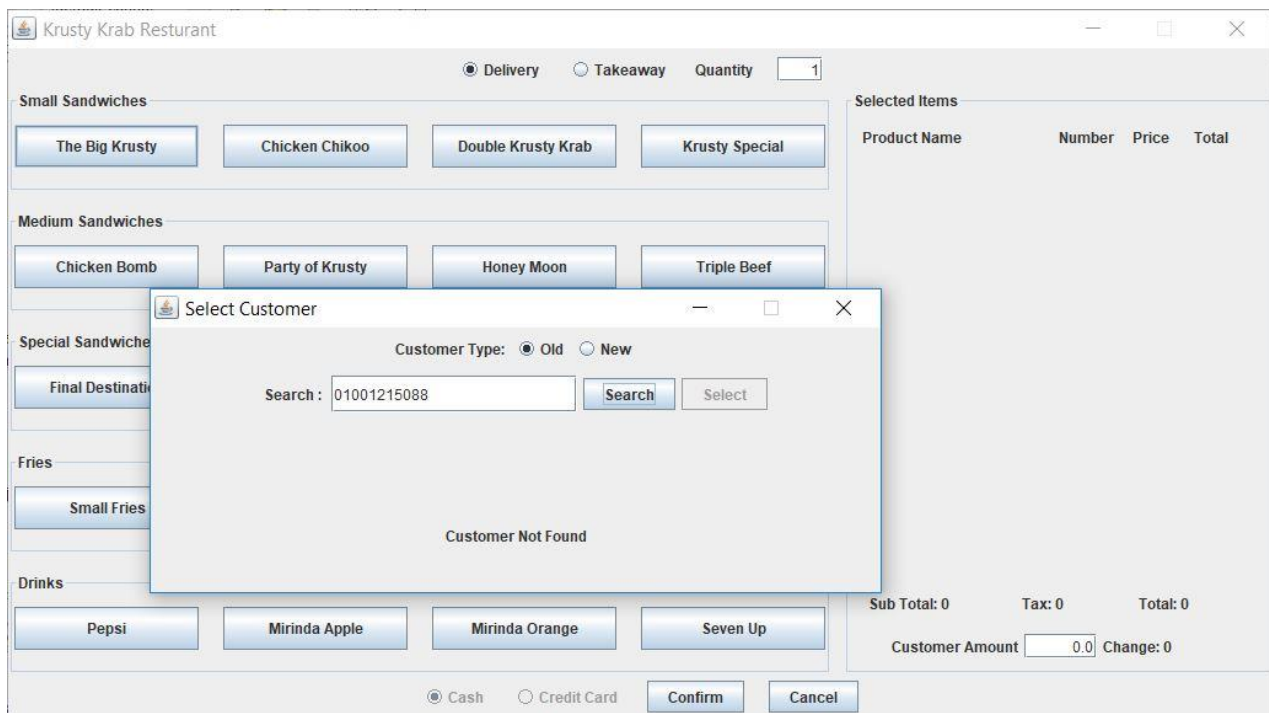 Krusty Krab Resturant
Delivery Takeaway Quantity 1
Small Sandwiches
The Big Krusty Chicken Chikoo Double Krusty Krab Krusty Special
Selected Items
Product Name Number Price Total
Medium Sandwiches
Chicken Bomb Party of Krusty Honey Moon Triple Beef
Select Customer
Customer Type: Old New
Search : 01001215088 Search Select
Customer Not Found
Special Sandwiche
Final Destinati
Fries
Small Fries
Drinks
Pepsi Mirinda Apple Mirinda Orange Seven Up
Sub Total: 0 Tax: 0 Total: 0
Customer Amount 0.0 Change: 0
Cash Credit Card Confirm Cancel